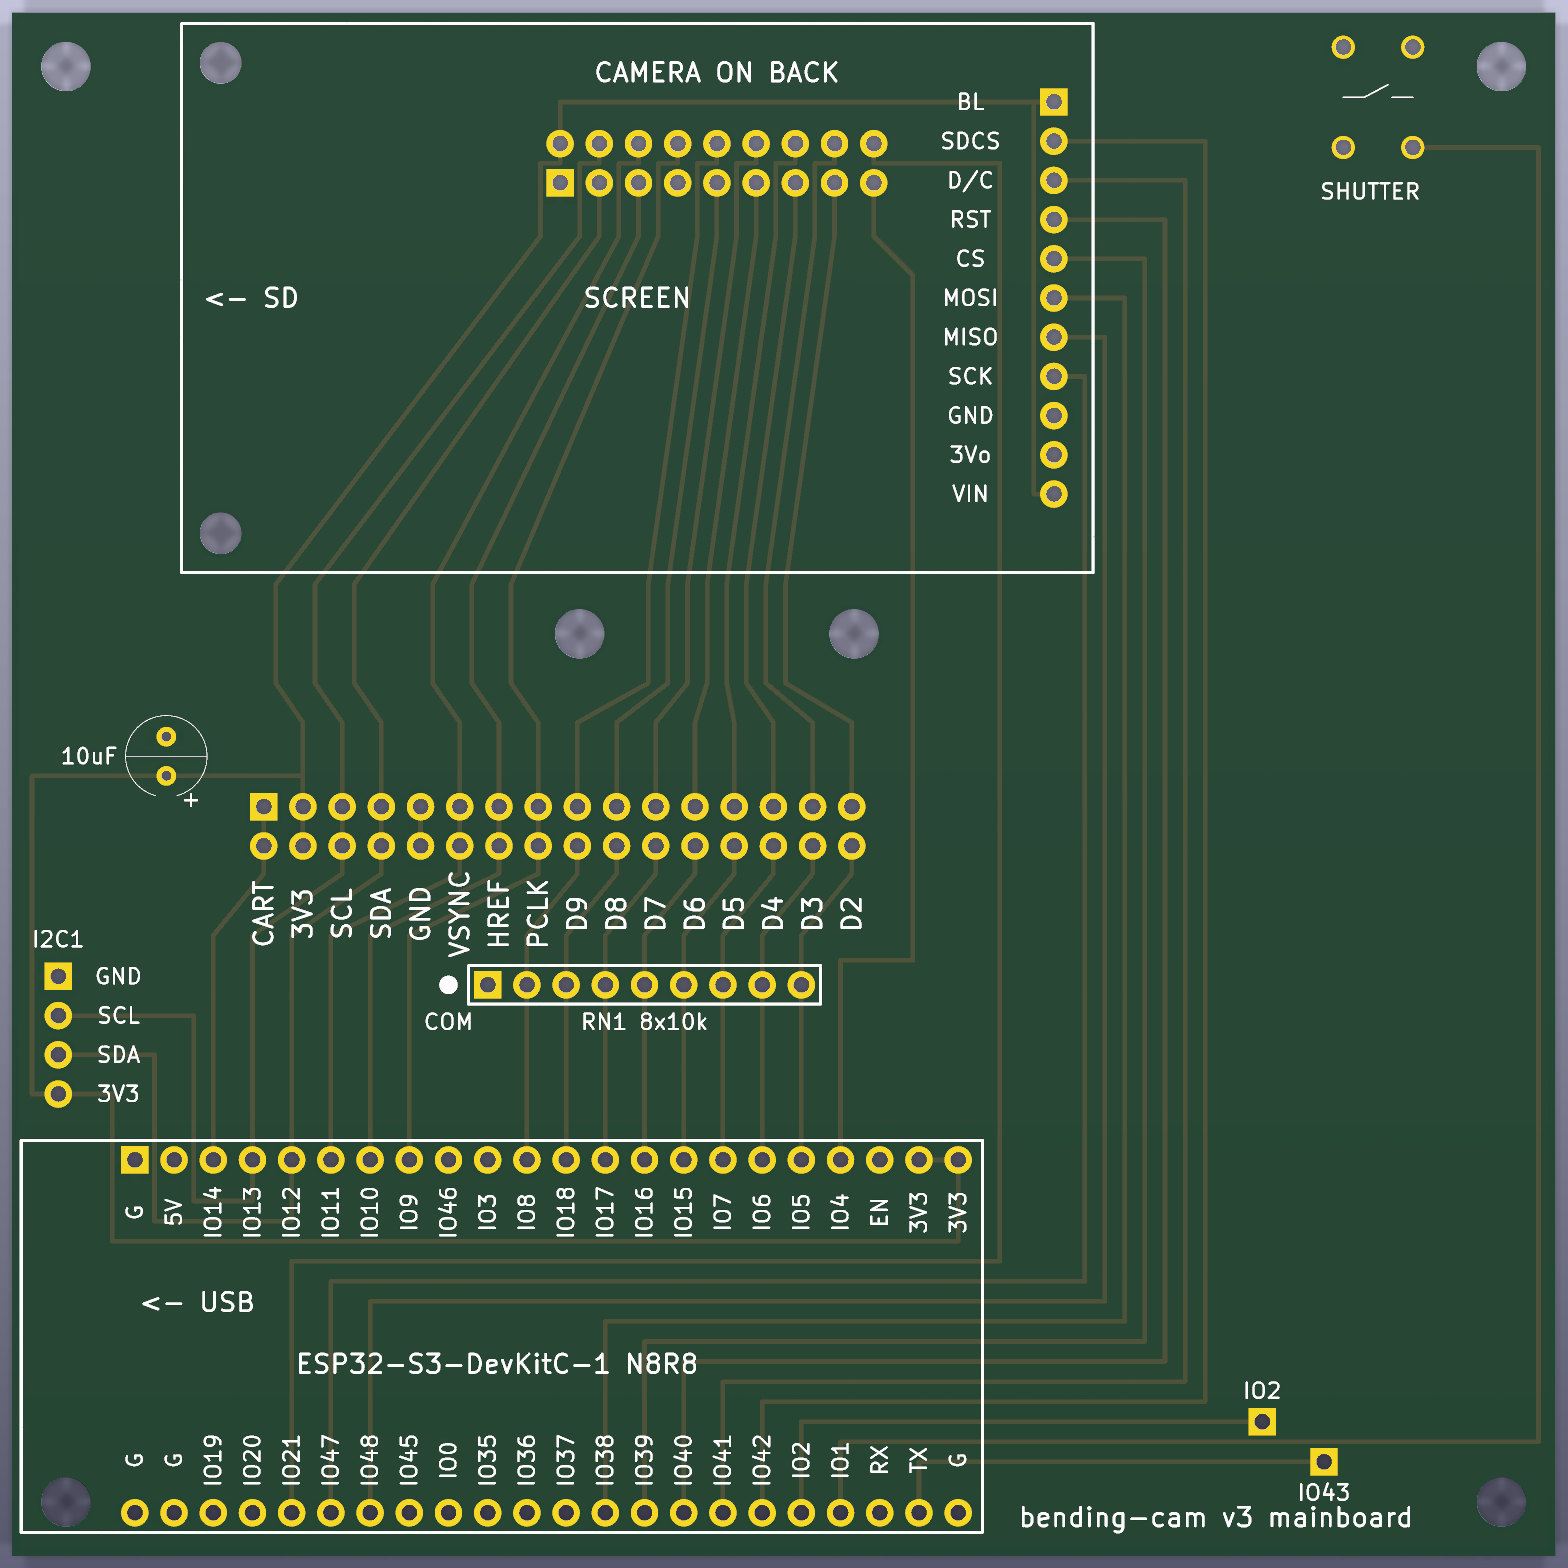 CAMERA ON BACK
BL
SDCS
D/C
RST
CS
MOSI
MISO
SCK
GND
3Vo
VIN
<- SD
SCREEN
SHUTTER
10uF
+
CART
3V3
SCL
SDA
GND
VSYNC
HREF
PCLK
D9
D8
D7
D6
D5
D4
D3
D2
I2C1
GND
SCL
SDA
3V3
COM
RN1 8x10k
G
5V
IO14
IO13
IO12
IO11
IO10
IO9
IO46
IO3
IO8
IO18
IO17
IO16
IO15
IO7
IO6
IO5
IO4
EN
3V3
3V3
<- USB
ESP32-S3-DevKitC-1 N8R8
G
G
IO19
IO20
IO21
IO47
IO48
IO45
IO0
IO35
IO36
IO37
IO38
IO39
IO40
IO41
IO42
IO2
IO1
RX
TX
G
IO2
IO43
bending-cam v3 mainboard